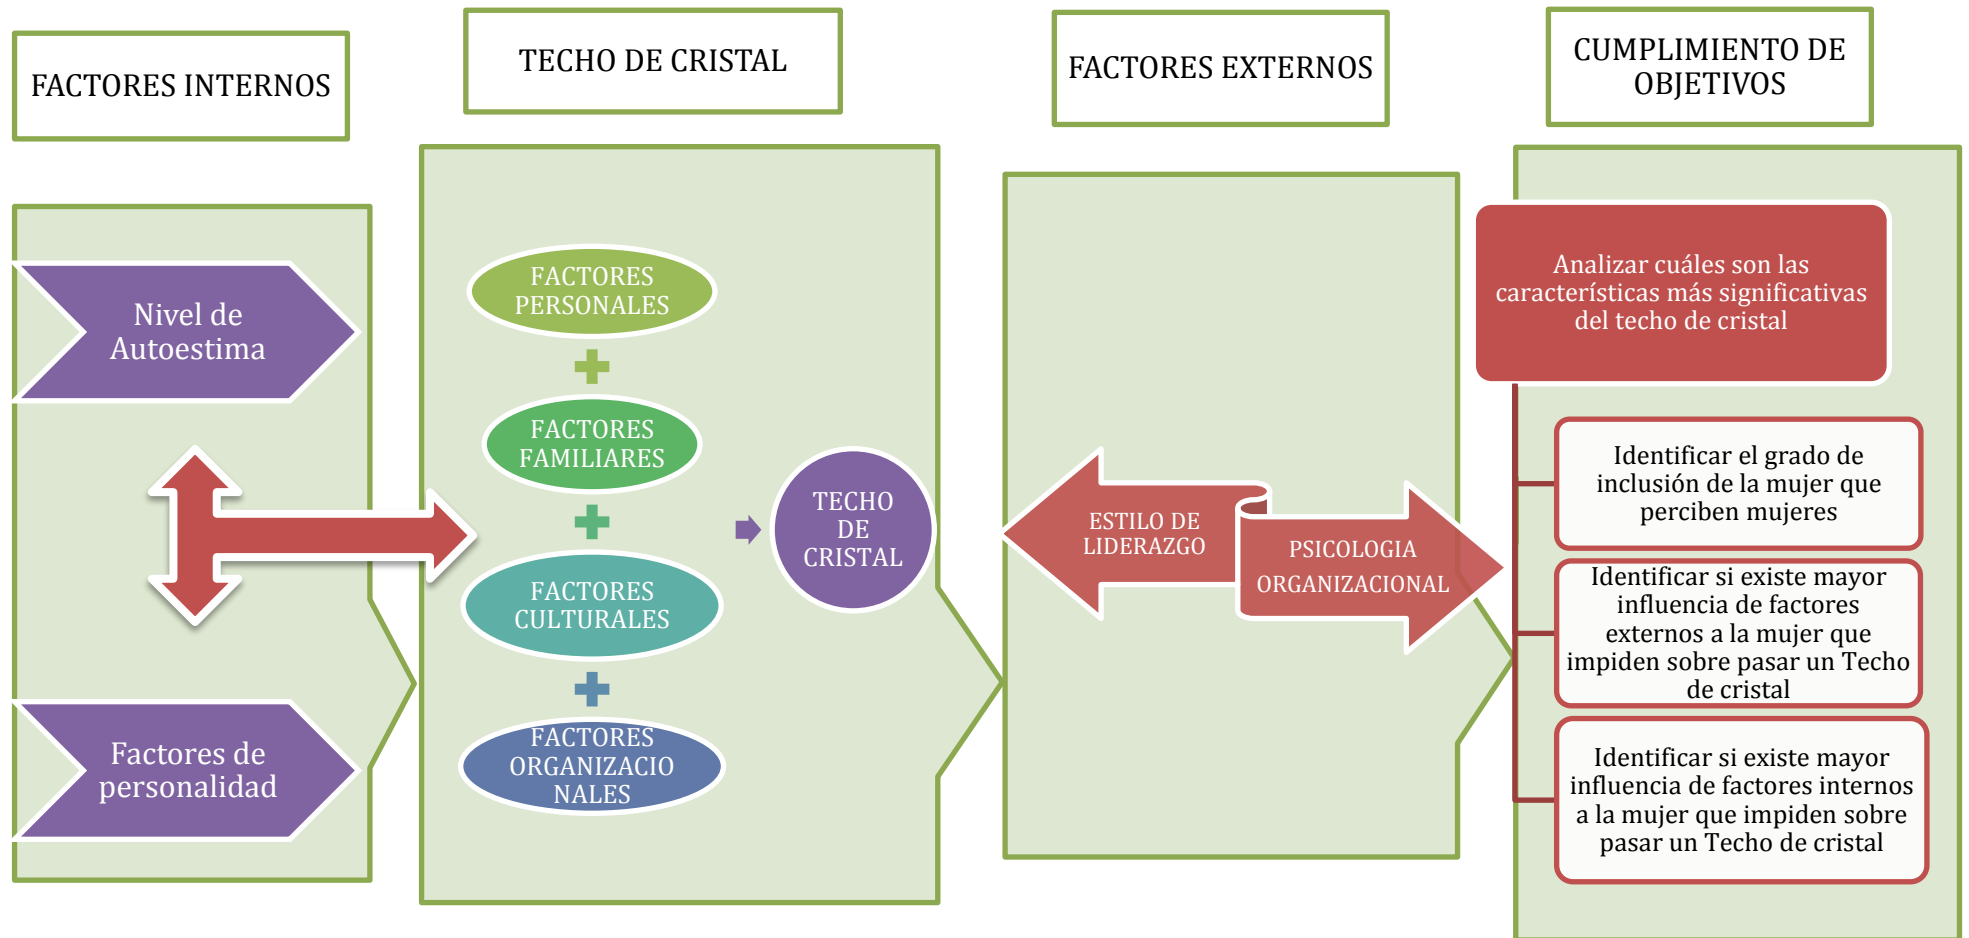 FACTORES INTERNOS
TECHO DE CRISTAL
FACTORES EXTERNOS
CUMPLIMIENTO DE
OBJETIVOS
Nivel de
Autoestima
Factores de
personalidad
FACTORES
PERSONALES
FACTORES
FAMILIARES
FACTORES
CULTURALES
FACTORES
ORGANIZACIO
NALES
TECHO
DE
CRISTAL
ESTILO DE
LIDERAZGO
PSICOLOGIA
ORGANIZACIONAL
Analizar cuáles son las
características más significativas
del techo de cristal
Identificar el grado de
inclusión de la mujer que
perciben mujeres
Identificar si existe mayor
influencia de factores
externos a la mujer que
impiden sobre pasar un Techo
de cristal
Identificar si existe mayor
influencia de factores internos
a la mujer que impiden sobre
pasar un Techo de cristal